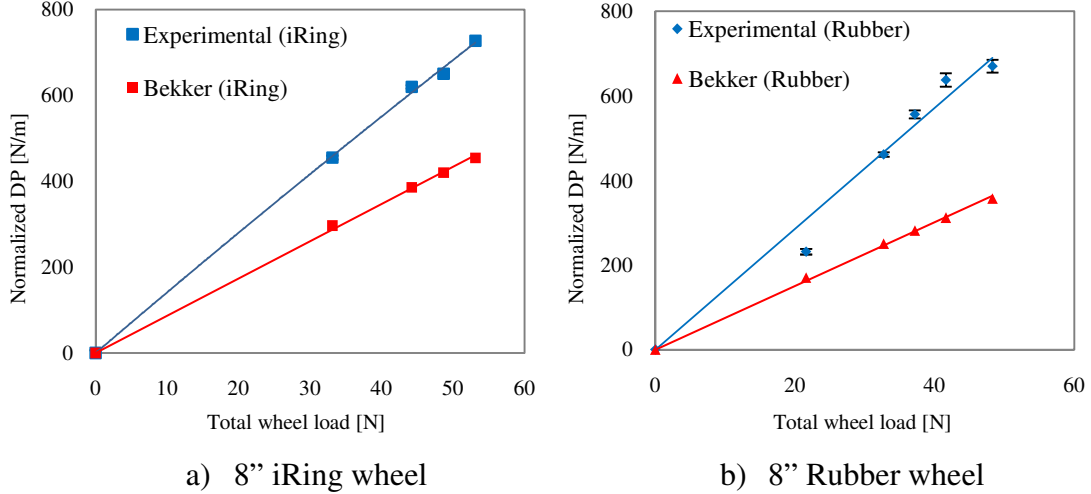 800
600
400
200
0
Normalized DP [N/m]
Experimental (iRing)
Bekker (iRing)
0 10 20 30 40 50 60
Total wheel load [N]
a) 8” iRing wheel
800
600
400
200
0
Normalized DP [N/m]
Experimental (Rubber)
Bekker (Rubber)
0 20 40 60
Total wheel load [N]
b) 8” Rubber wheel